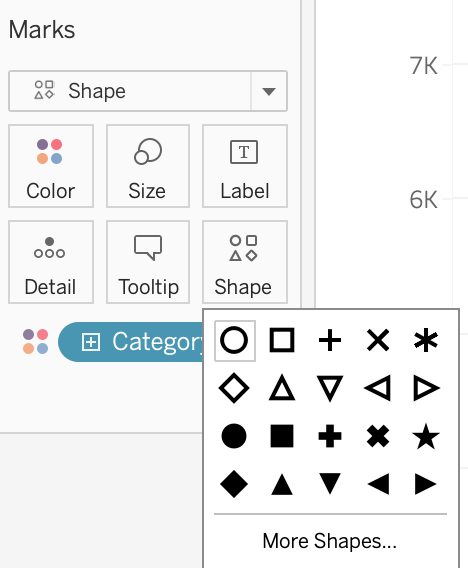 Marks
7K
Shape
Color Size Label
6K
Detail Tooltip Shape
Category
More Shapes...